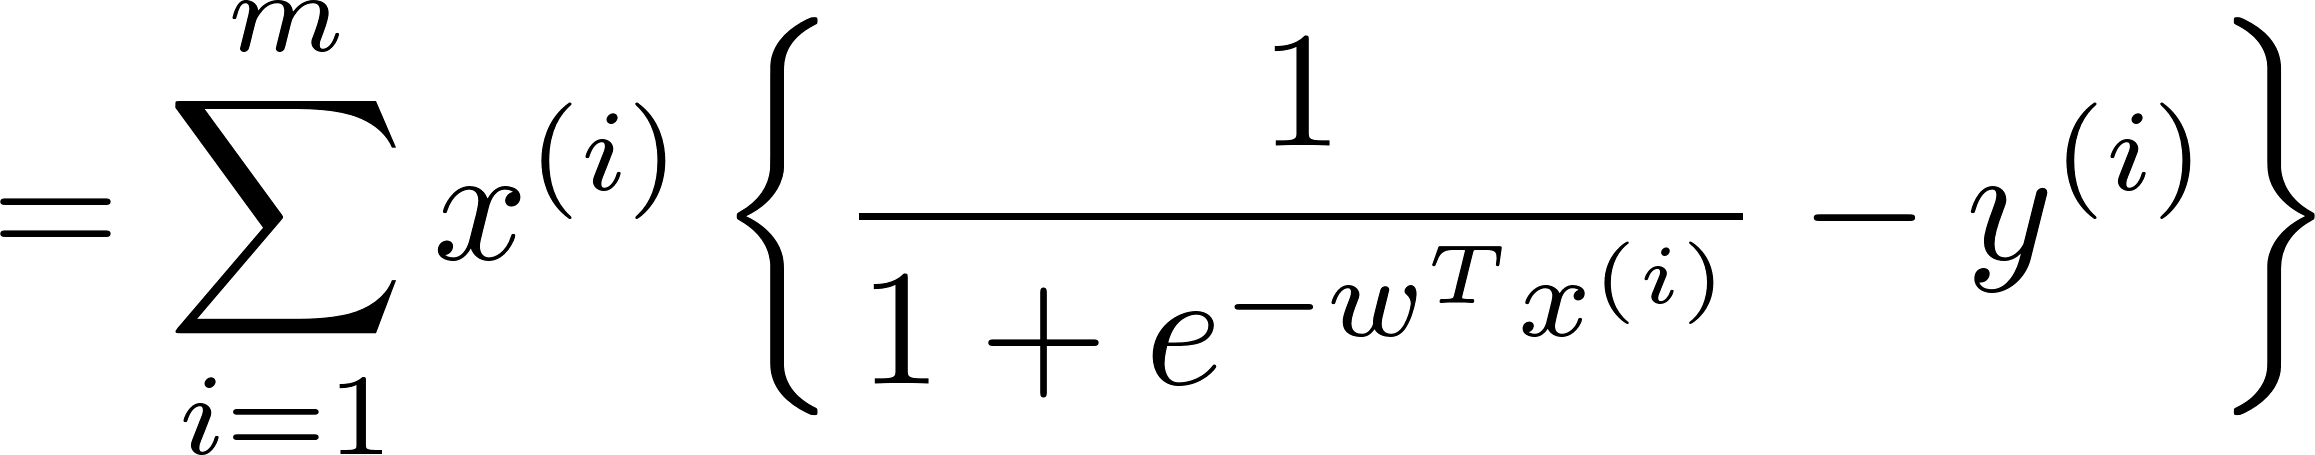 $= \sum_{i=1}^{m} x^{(i)} \left\{ \frac{1}{1 + e^{-w^T x^{(i)}}} - y^{(i)} \right\}$